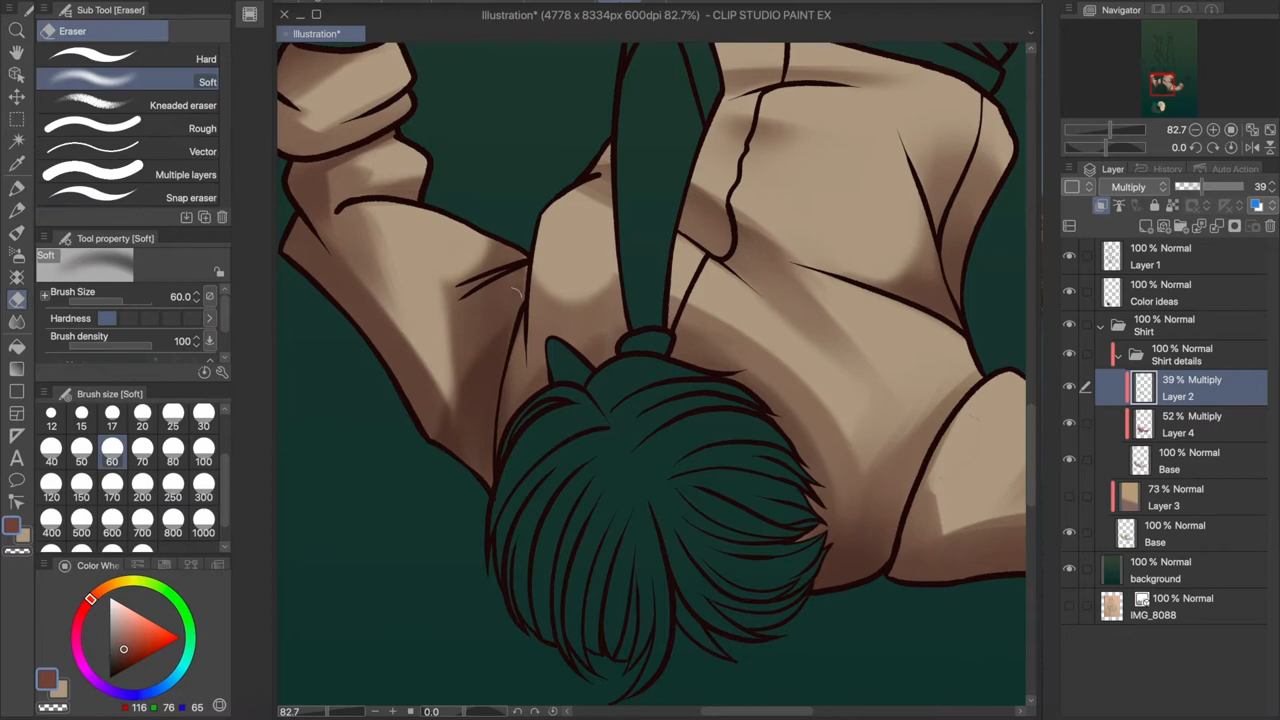 Sub Tool [Eraser]
Eraser
Hard
Soft
Kneaded eraser
Rough
Vector
Multiple layers
Snap eraser
Tool property [Soft]
Soft
Brush Size 60.0
Hardness
Brush density 100
Brush size [Soft]
12 15 17 20 25 30
40 50 60 70 80 100
120 150 170 200 250 300
400 500 600 700 800 1000
Color Whe
116 76 65
Illustration* (4778 x 8334px 600dpi 82.7%) - CLIP STUDIO PAINT EX
Illustration*
82.7 0.0
Navigator
82.7
0.0
Layer History Auto Action
Multiply 39
100 % Normal
Layer 1
100 % Normal
Color ideas
100 % Normal
Shirt
100 % Normal
Shirt details
39 % Multiply
Layer 2
52 % Multiply
Layer 4
100 % Normal
Base
73 % Normal
Layer 3
100 % Normal
Base
100 % Normal
background
100 % Normal
IMG_8088